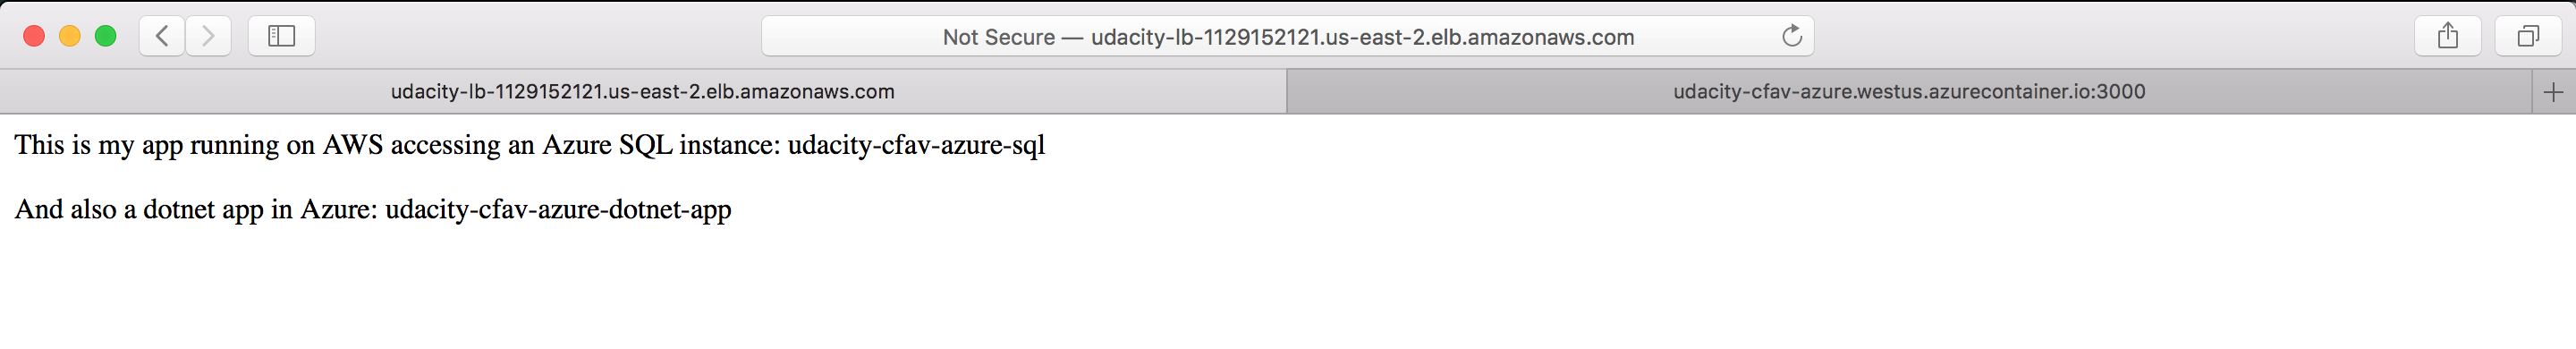 Not Secure — udacity-lb-1129152121.us-east-2.elb.amazonaws.com
udacity-lb-1129152121.us-east-2.elb.amazonaws.com
udacity-cfav-azure.westus.azurecontainer.io:3000
This is my app running on AWS accessing an Azure SQL instance: udacity-cfav-azure-sql
And also a dotnet app in Azure: udacity-cfav-azure-dotnet-app